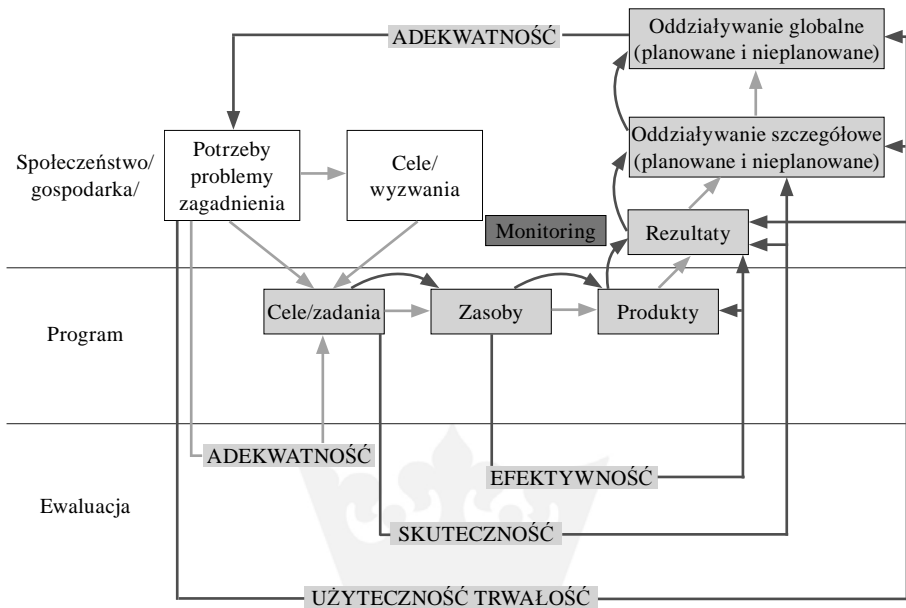 ADEKWATNOŚĆ
Oddziaływanie globalne
(planowane i nieplanowane)
Społeczeństwo/
gospodarka/
Potrzeby
problemy
zagadnienia
Cele/
wyzwania
Oddziaływanie szczegółowe
(planowane i nieplanowane)
Monitoring
Rezultaty
Program
Cele/zadania
Zasoby
Produkty
Ewaluacja
ADEKWATNOŚĆ
EFEKTYWNOŚĆ
SKUTECZNOŚĆ
UŻYTECZNOŚĆ TRWAŁOŚĆ